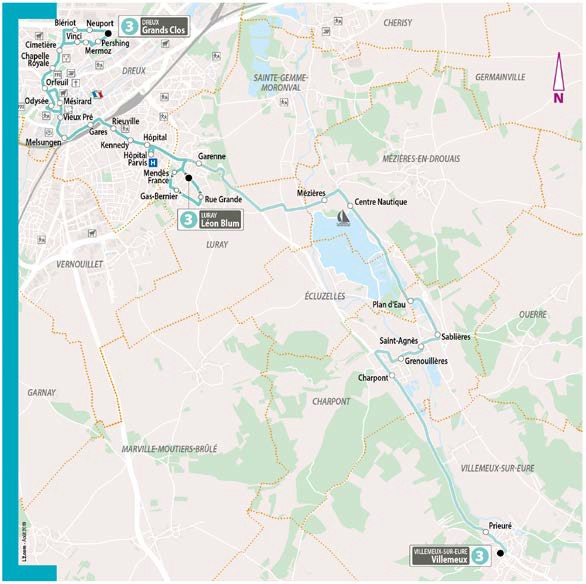 Blériot
Neuport
3
DREUX
Grands Clos
Vinci
Pershing
Mermoz
Cimetière
Chapelle
Royale
CHERISY
DREUX
Orfeuil
SAINTE-GEMME-
MORONVAL
GERMAINVILLE
Odysée
Mésirard
N
Vieux Pré
Rieuville
Gares
Melsungen
Kennedy
Hôpital
Hôpital
Parvis
H
Garenne
MÉZIÈRES-EN-DROUAIS
Mendès
France
Gas-Bernier
Rue Grande
Mézières
Centre Nautique
3
LURAY
Léon Blum
LURAY
VERNOUILLET
ÉCLUZELLES
Plan d'Eau
OUERRE
Sablières
Saint-Agnès
Grenouillères
Charpont
GARNAY
CHARPONT
MARVILLE-MOUTIERS-BRÛLÉ
VILLEMEUX-SUR-EURE
Prieuré
VILLEMEUX-SUR-EURE
Villemeux
3